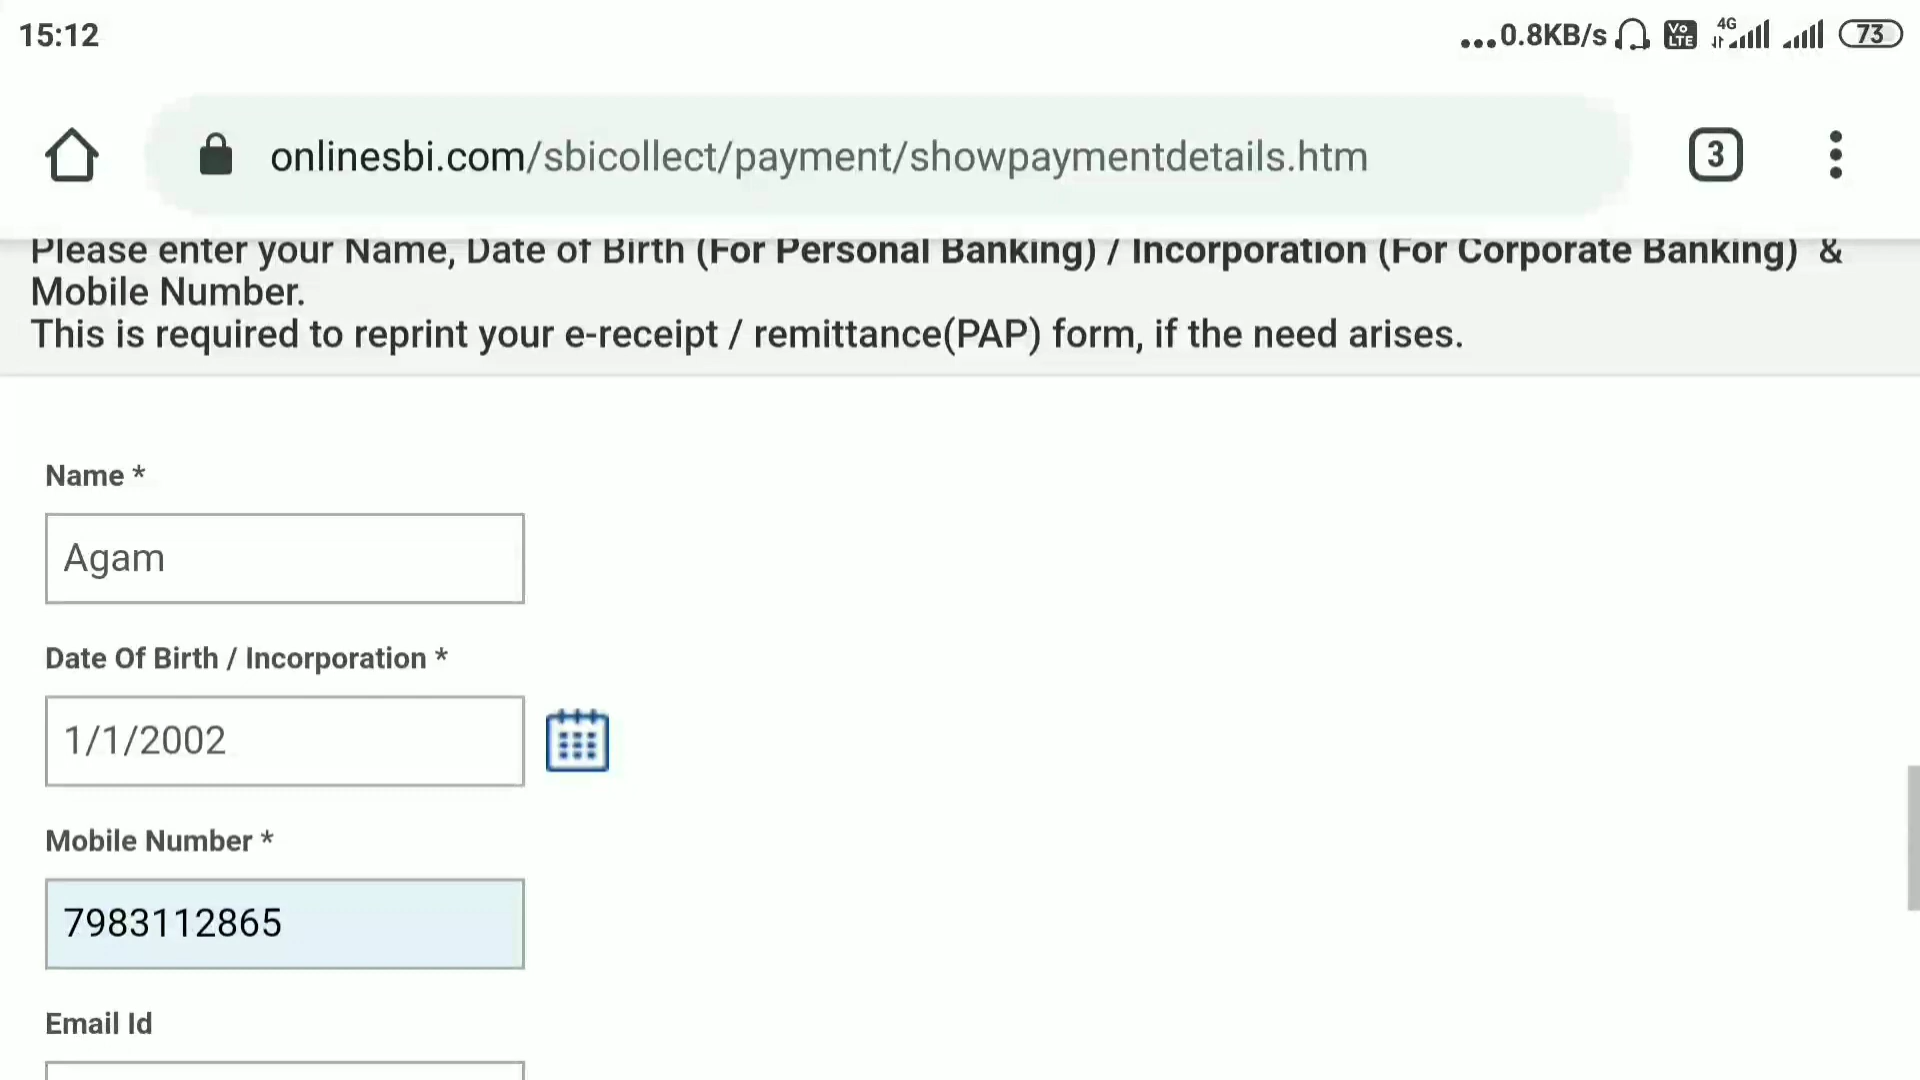 15:12
...0.8KB/s Vo LTE 4G 73
onlinesbi.com/sbicollect/payment/showpaymentdetails.htm
3
Please enter your Name, Date of Birth (For Personal Banking) / Incorporation (For Corporate Banking) &
Mobile Number.
This is required to reprint your e-receipt / remittance(PAP) form, if the need arises.
Name *
Agam
Date Of Birth / Incorporation *
1/1/2002
Mobile Number *
7983112865
Email Id